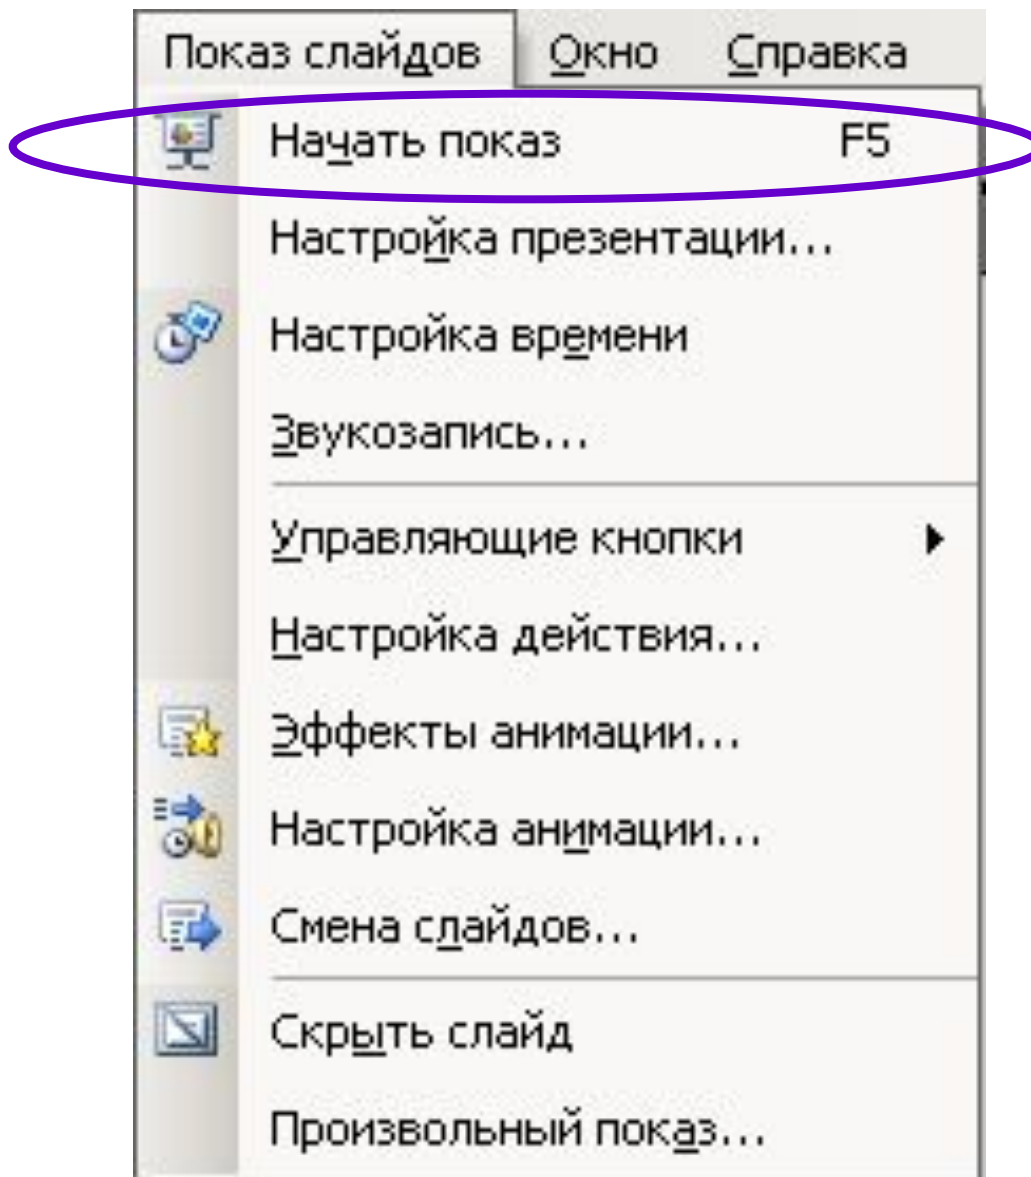 Показ слайдов Окно Справка
Начать показ F5
Настройка презентации...
Настройка времени
Звукозапись...
Управляющие кнопки
Настройка действия...
Эффекты анимации...
Настройка анимации...
Смена слайдов...
Скрыть слайд
Произвольный показ...